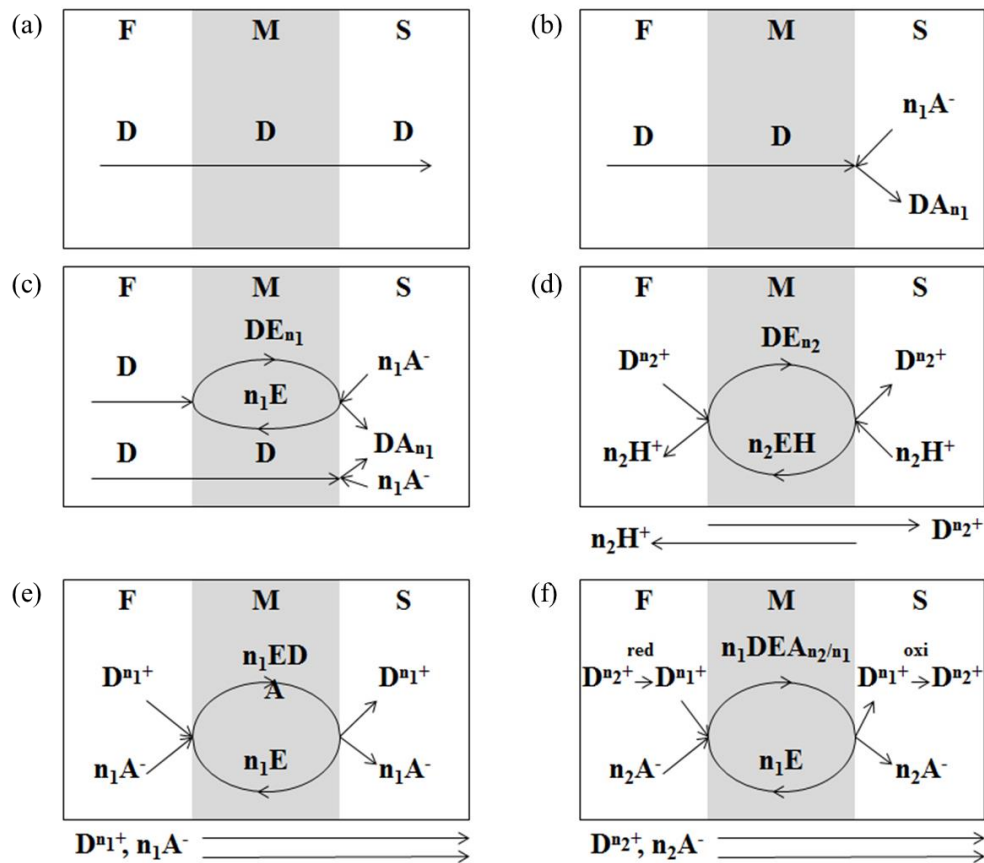 (a)
F M S
D D D
(b)
F M S
n₁A⁻
D D
DAₙ₁
(c)
F M S
DEₙ₁
D n₁A⁻
n₁E
DAₙ₁
D D
n₁A⁻
(d)
F M S
DEₙ₂
Dⁿ²⁺ Dⁿ²⁺
n₂EH
n₂H⁺ n₂H⁺
n₂H⁺ Dⁿ²⁺
(e)
F M S
n₁ED
A
Dⁿ¹⁺ Dⁿ¹⁺
n₁A⁻ n₁E n₁A⁻
Dⁿ¹⁺, n₁A⁻
(f)
F M S
red n₁DEAₙ₂/ₙ₁ oxi
Dⁿ²⁺→Dⁿ¹⁺ Dⁿ¹⁺→Dⁿ²⁺
n₂A⁻ n₁E n₂A⁻
Dⁿ²⁺, n₂A⁻